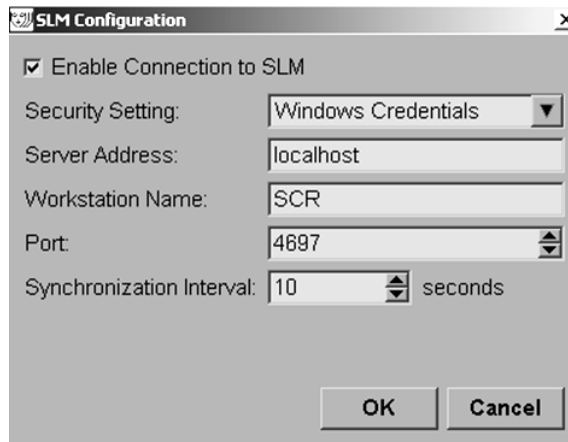 SLM Configuration
Enable Connection to SLM
Security Setting: Windows Credentials
Server Address: localhost
Workstation Name: SCR
Port: 4697
Synchronization Interval: 10 seconds
OK Cancel